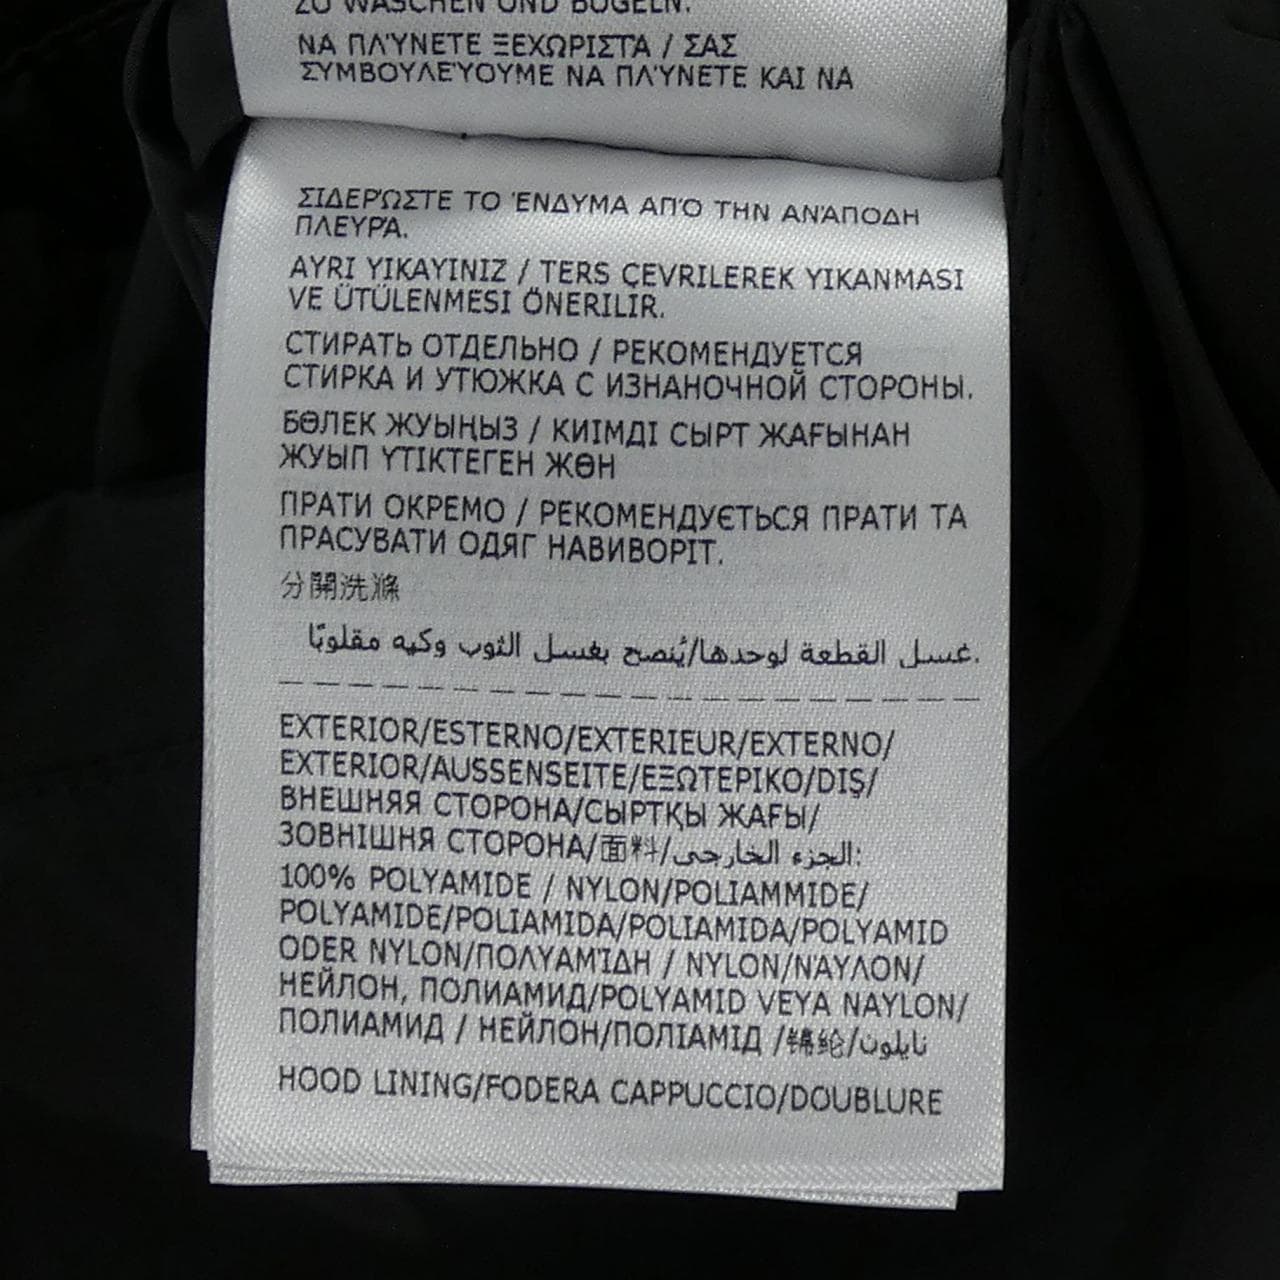 ZU WASCHEN UND BÜGELN.
ΝΑ ΠΛΎΝΕΤΕ ΞΕΧΩΡΙΣΤΆ / ΣΑΣ
ΣΥΜΒΟΥΛΕΎΟΥΜΕ ΝΑ ΠΛΎΝΕΤΕ ΚΑΙ ΝΑ
ΣΙΔΕΡΏΣΤΕ ΤΟ ΈΝΔΥΜΑ ΑΠΌ ΤΗΝ ΑΝΆΠΟΔΗ
ΠΛΕΥΡΆ.
AYRI YIKAYINIZ / TERS ÇEVRILEREK YIKANMASI
VE ÜTÜLENMESI ÖNERILIR.
СТИРАТЬ ОТДЕЛЬНО / РЕКОМЕНДУЕТСЯ
СТИРКА И УТЮЖКА С ИЗНАНОЧНОЙ СТОРОНЫ.
БӨЛЕК ЖУЫҢЫЗ / КИІМДІ СЫРТ ЖАҒЫНАН
ЖУЫП ҮТІКТЕГЕН ЖӨН
ПРАТИ ОКРЕМО / РЕКОМЕНДУЄТЬСЯ ПРАТИ ТА
ПРАСУВАТИ ОДЯГ НАВИВОРІТ.
分開洗滌
غسل القطعة لوحدها/يُنصح بغسل الثوب وكيه مقلوبًا.
EXTERIOR/ESTERNO/EXTERIEUR/EXTERNO/
EXTERIOR/AUSSENSEITE/ΕΞΩΤΕΡΙΚΟ/DIŞ/
ВНЕШНЯЯ СТОРОНА/СЫРТҚЫ ЖАҒЫ/
ЗОВНІШНЯ СТОРОНА/面料/الجزء الخارجى:
100% POLYAMIDE / NYLON/POLIAMMIDE/
POLYAMIDE/POLIAMIDA/POLIAMIDA/POLYAMID
ODER NYLON/ΠΟΛΥΑΜΊΔΗ / NYLON/ΝΆΥΛΟΝ/
НЕЙЛОН, ПОЛИАМИД/POLYAMID VEYA NAYLON/
ПОЛИАМИД / НЕЙЛОН/ПОЛІАМІД /锦纶/نايلون
HOOD LINING/FODERA CAPPUCCIO/DOUBLURE